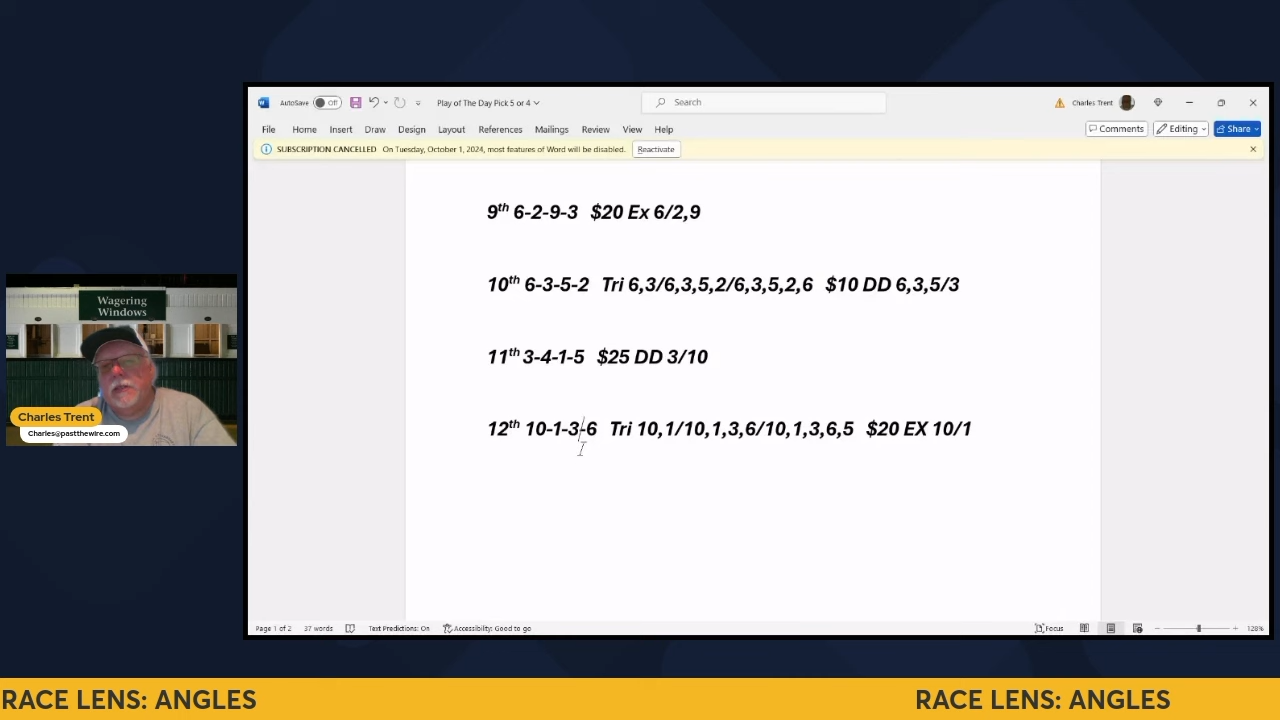 AutoSave Off Play of The Day Pick 5 or 4 Search Charles Trent
File Home Insert Draw Design Layout References Mailings Review View Help Comments Editing Share
SUBSCRIPTION CANCELLED On Tuesday, October 1, 2024, most features of Word will be disabled. Reactivate
9th 6-2-9-3 $20 Ex 6/2,9
10th 6-3-5-2 Tri 6,3/6,3,5,2/6,3,5,2,6 $10 DD 6,3,5/3
11th 3-4-1-5 $25 DD 3/10
12th 10-1-3-6 Tri 10,1/10,1,3,6/10,1,3,6,5 $20 EX 10/1
Wagering
Windows
Charles Trent
Charles@pastthewire.com
Page 1 of 2 37 words Text Predictions: On Accessibility: Good to go Focus 128%
RACE LENS: ANGLES RACE LENS: ANGLES